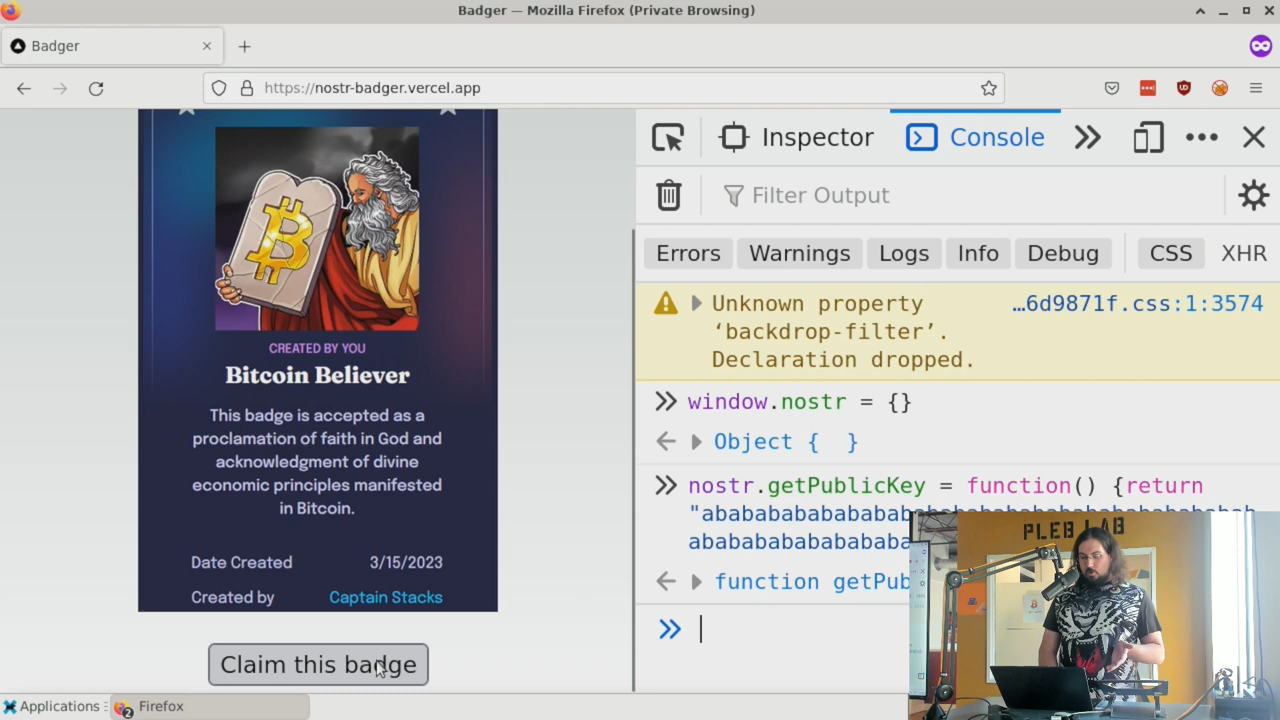 Badger — Mozilla Firefox (Private Browsing)
Badger
https://nostr-badger.vercel.app
CREATED BY YOU
Bitcoin Believer
This badge is accepted as a
proclamation of faith in God and
acknowledgment of divine
economic principles manifested
in Bitcoin.
Date Created 3/15/2023
Created by Captain Stacks
Claim this badge
Inspector Console
Filter Output
Errors Warnings Logs Info Debug CSS XHR
Unknown property …6d9871f.css:1:3574
‘backdrop-filter’.
Declaration dropped.
window.nostr = {}
Object { }
nostr.getPublicKey = function() {return
"ababababababababab
ababababababababa
function getPub
PLEB LAB
Applications
Firefox
2